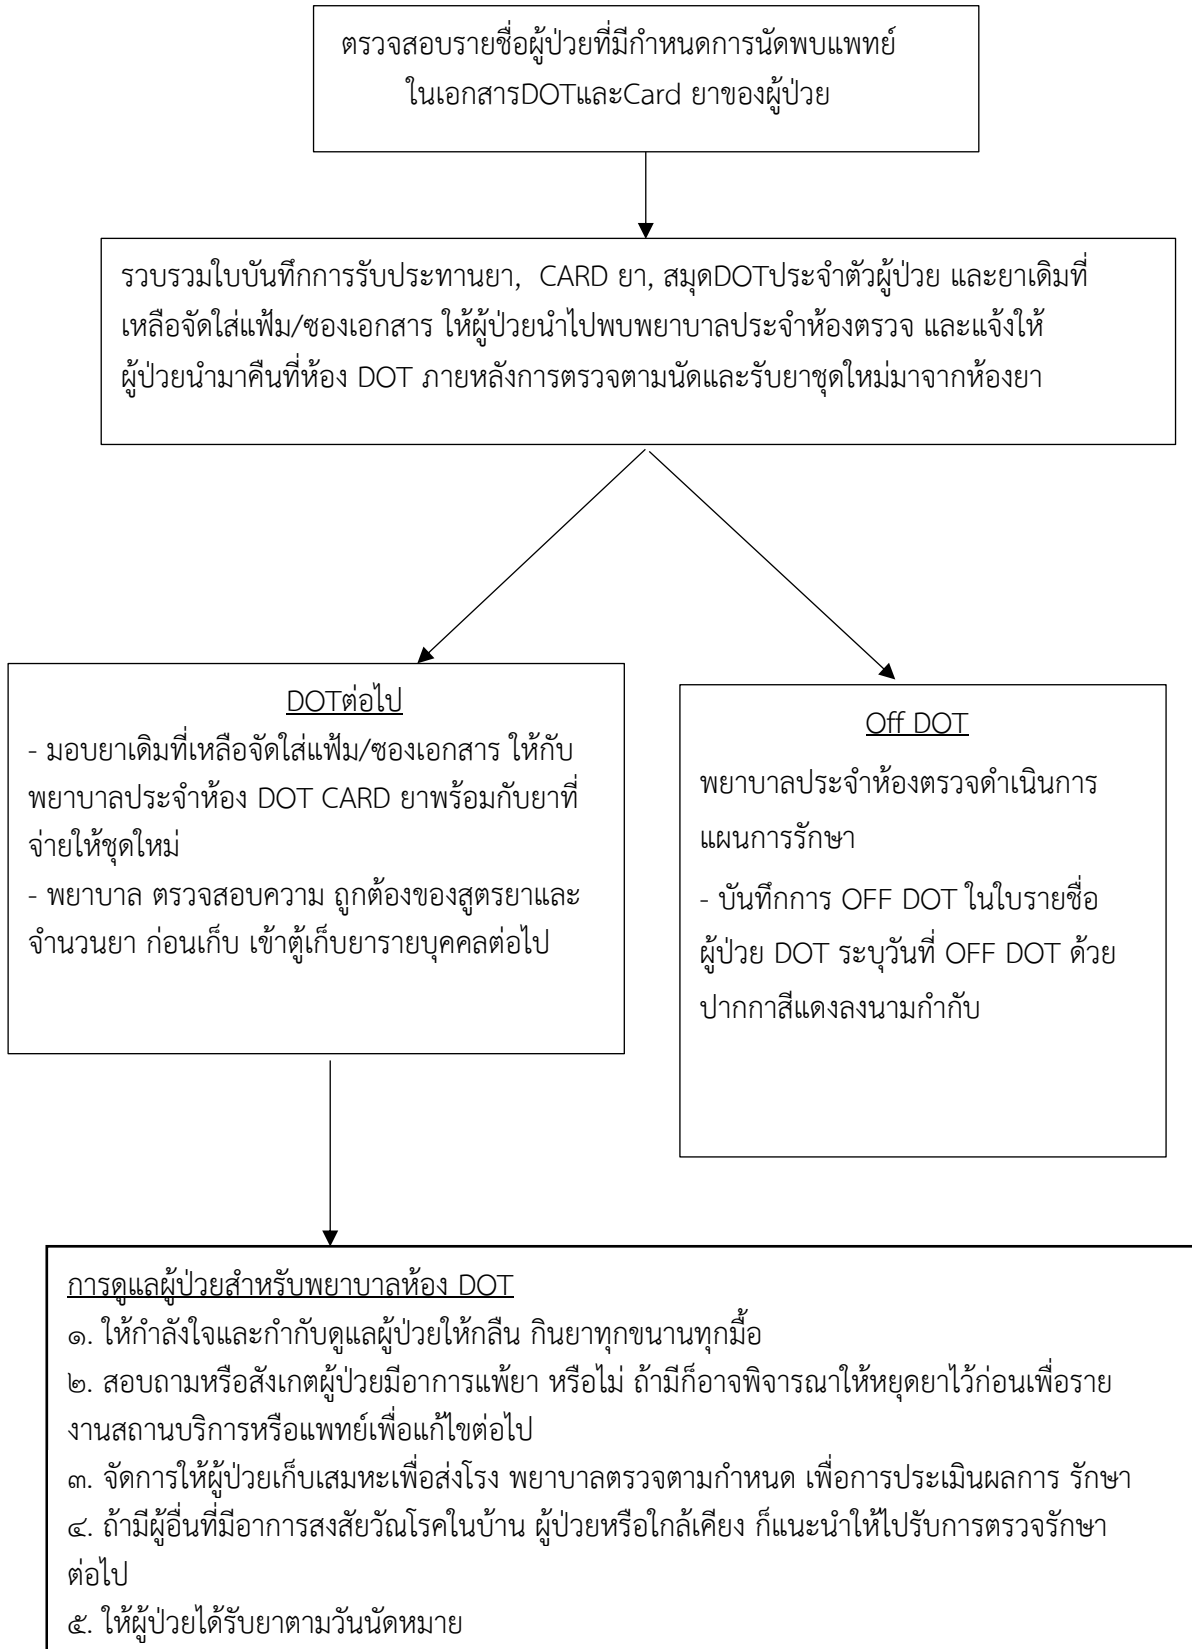 ตรวจสอบรายชื่อผู้ป่วยที่มีกำหนดการนัดพบแพทย์
ในเอกสารDOTและCard ยาของผู้ป่วย
รวบรวมใบบันทึกการรับประทานยา, CARD ยา, สมุดDOTประจำตัวผู้ป่วย และยาเดิมที่
เหลือจัดใส่แฟ้ม/ซองเอกสาร ให้ผู้ป่วยนำไปพบพยาบาลประจำห้องตรวจ และแจ้งให้
ผู้ป่วยนำมาคืนที่ห้อง DOT ภายหลังการตรวจตามนัดและรับยาชุดใหม่มาจากห้องยา
DOTต่อไป
- มอบยาเดิมที่เหลือจัดใส่แฟ้ม/ซองเอกสาร ให้กับ
พยาบาลประจำห้อง DOT CARD ยาพร้อมกับยาที่
จ่ายให้ชุดใหม่
- พยาบาล ตรวจสอบความ ถูกต้องของสูตรยาและ
จำนวนยา ก่อนเก็บ เข้าตู้เก็บยารายบุคคลต่อไป
Off DOT
พยาบาลประจำห้องตรวจดำเนินการ
แผนการรักษา
- บันทึกการ OFF DOT ในใบรายชื่อ
ผู้ป่วย DOT ระบุวันที่ OFF DOT ด้วย
ปากกาสีแดงลงนามกำกับ
การดูแลผู้ป่วยสำหรับพยาบาลห้อง DOT
๑. ให้กำลังใจและกำกับดูแลผู้ป่วยให้กลืน กินยาทุกขนานทุกมื้อ
๒. สอบถามหรือสังเกตผู้ป่วยมีอาการแพ้ยา หรือไม่ ถ้ามีก็อาจพิจารณาให้หยุดยาไว้ก่อนเพื่อราย
งานสถานบริการหรือแพทย์เพื่อแก้ไขต่อไป
๓. จัดการให้ผู้ป่วยเก็บเสมหะเพื่อส่งโรง พยาบาลตรวจตามกำหนด เพื่อการประเมินผลการ รักษา
๔. ถ้ามีผู้อื่นที่มีอาการสงสัยวัณโรคในบ้าน ผู้ป่วยหรือใกล้เคียง ก็แนะนำให้ไปรับการตรวจรักษา
ต่อไป
๕. ให้ผู้ป่วยได้รับยาตามวันนัดหมาย